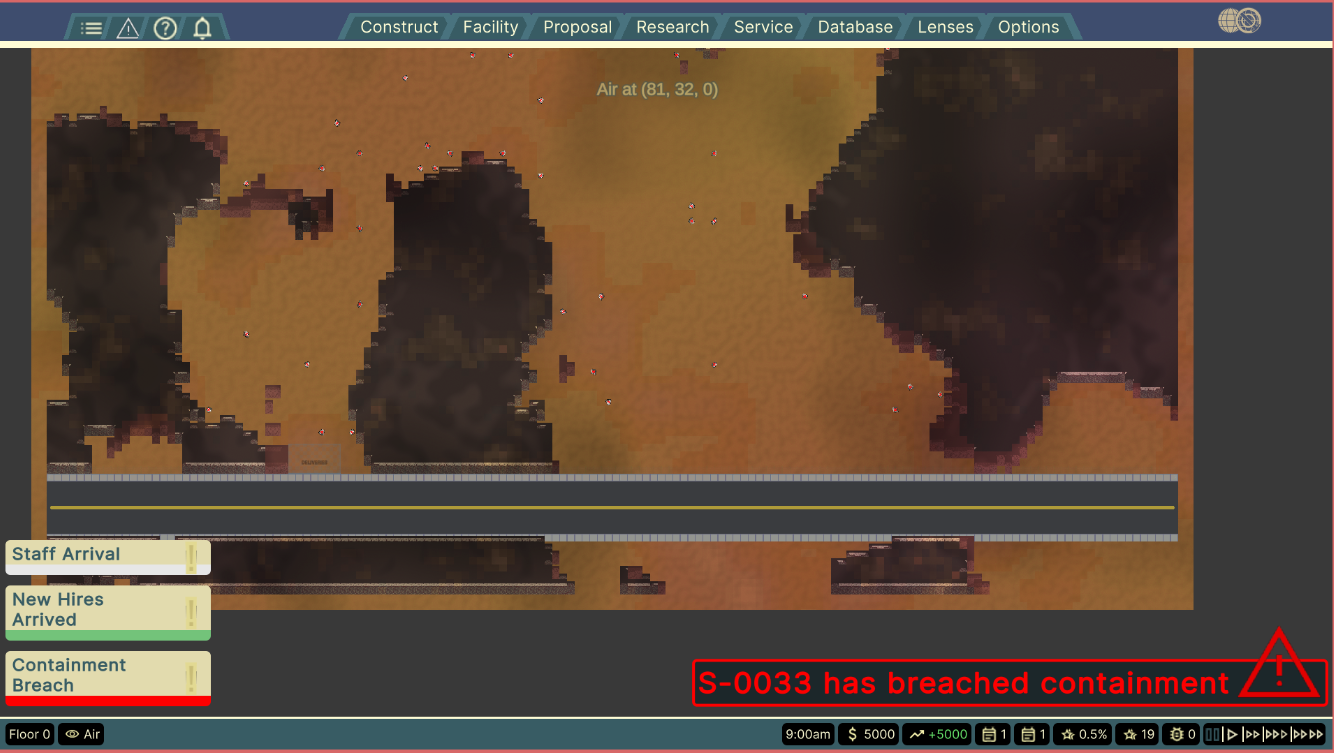 Construct
Facility
Proposal
Research
Service
Database
Lenses
Options
Air at (81, 32, 0)
Staff Arrival
New Hires
Arrived
Containment
Breach
S-0033 has breached containment
Floor 0
Air
9:00am
$ 5000
+5000
1
1
0.5%
19
0